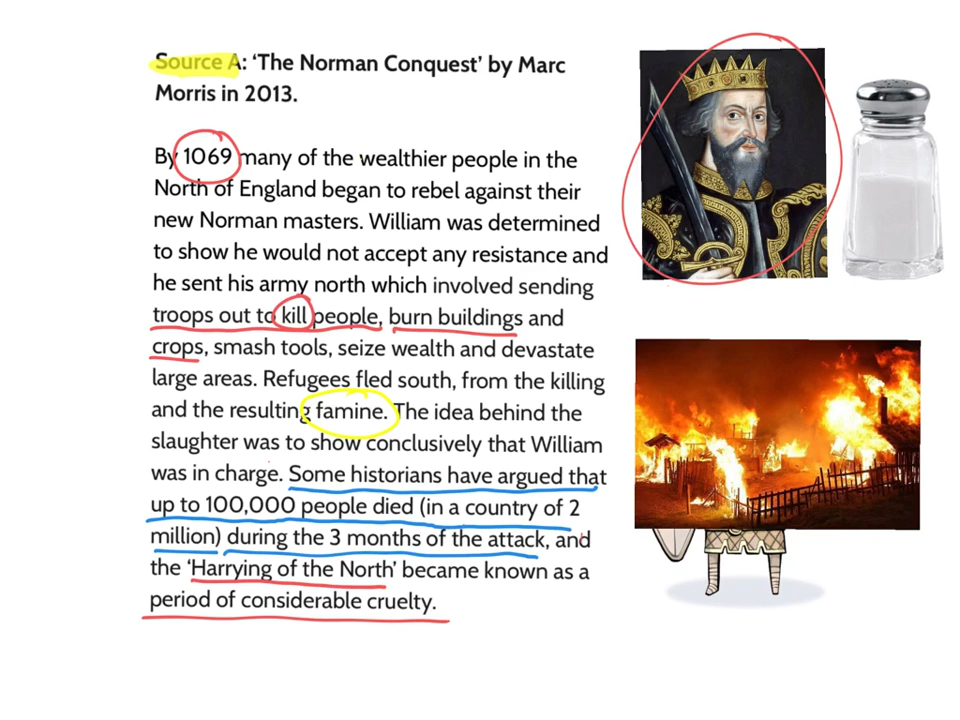 Source A: ‘The Norman Conquest’ by Marc
Morris in 2013.
By 1069 many of the wealthier people in the
North of England began to rebel against their
new Norman masters. William was determined
to show he would not accept any resistance and
he sent his army north which involved sending
troops out to kill people, burn buildings and
crops, smash tools, seize wealth and devastate
large areas. Refugees fled south, from the killing
and the resulting famine. The idea behind the
slaughter was to show conclusively that William
was in charge. Some historians have argued that
up to 100,000 people died (in a country of 2
million) during the 3 months of the attack, and
the ‘Harrying of the North’ became known as a
period of considerable cruelty.